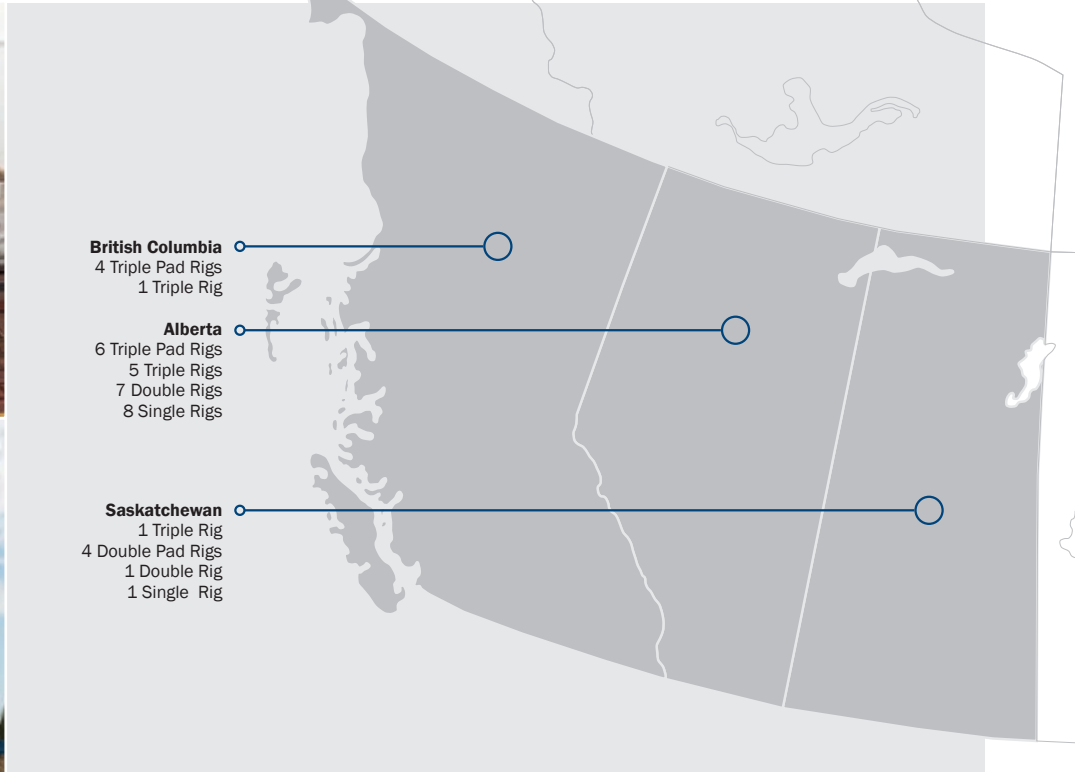 British Columbia
4 Triple Pad Rigs
1 Triple Rig
Alberta
6 Triple Pad Rigs
5 Triple Rigs
7 Double Rigs
8 Single Rigs
Saskatchewan
1 Triple Rig
4 Double Pad Rigs
1 Double Rig
1 Single  Rig